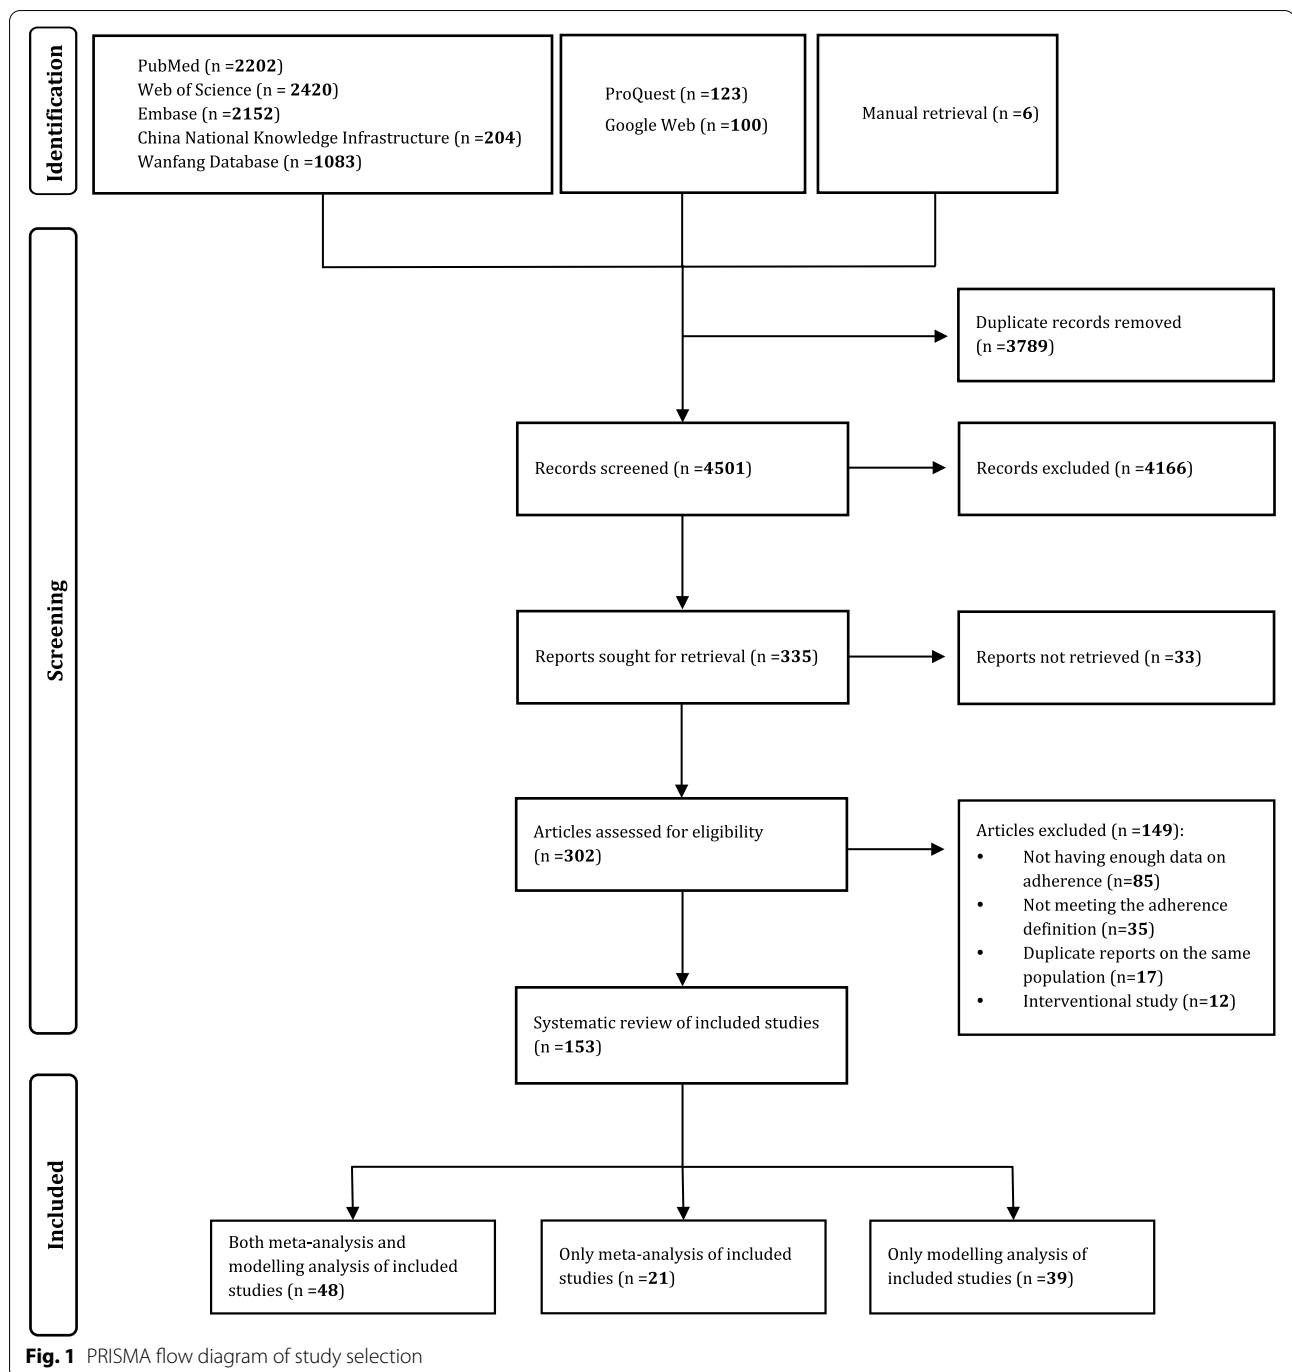 Identification
PubMed (n =2202)
Web of Science (n = 2420)
Embase (n =2152)
China National Knowledge Infrastructure (n =204)
Wanfang Database (n =1083)
ProQuest (n =123)
Google Web (n =100)
Manual retrieval (n =6)
Screening
Duplicate records removed
(n =3789)
Records screened (n =4501)
Records excluded (n =4166)
Reports sought for retrieval (n =335)
Reports not retrieved (n =33)
Articles assessed for eligibility
(n =302)
Articles excluded (n =149):
• Not having enough data on
adherence (n=85)
• Not meeting the adherence
definition (n=35)
• Duplicate reports on the same
population (n=17)
• Interventional study (n=12)
Systematic review of included studies
(n =153)
Included
Both meta-analysis and
modelling analysis of included
studies (n =48)
Only meta-analysis of included
studies (n =21)
Only modelling analysis of
included studies (n =39)
Fig. 1 PRISMA flow diagram of study selection